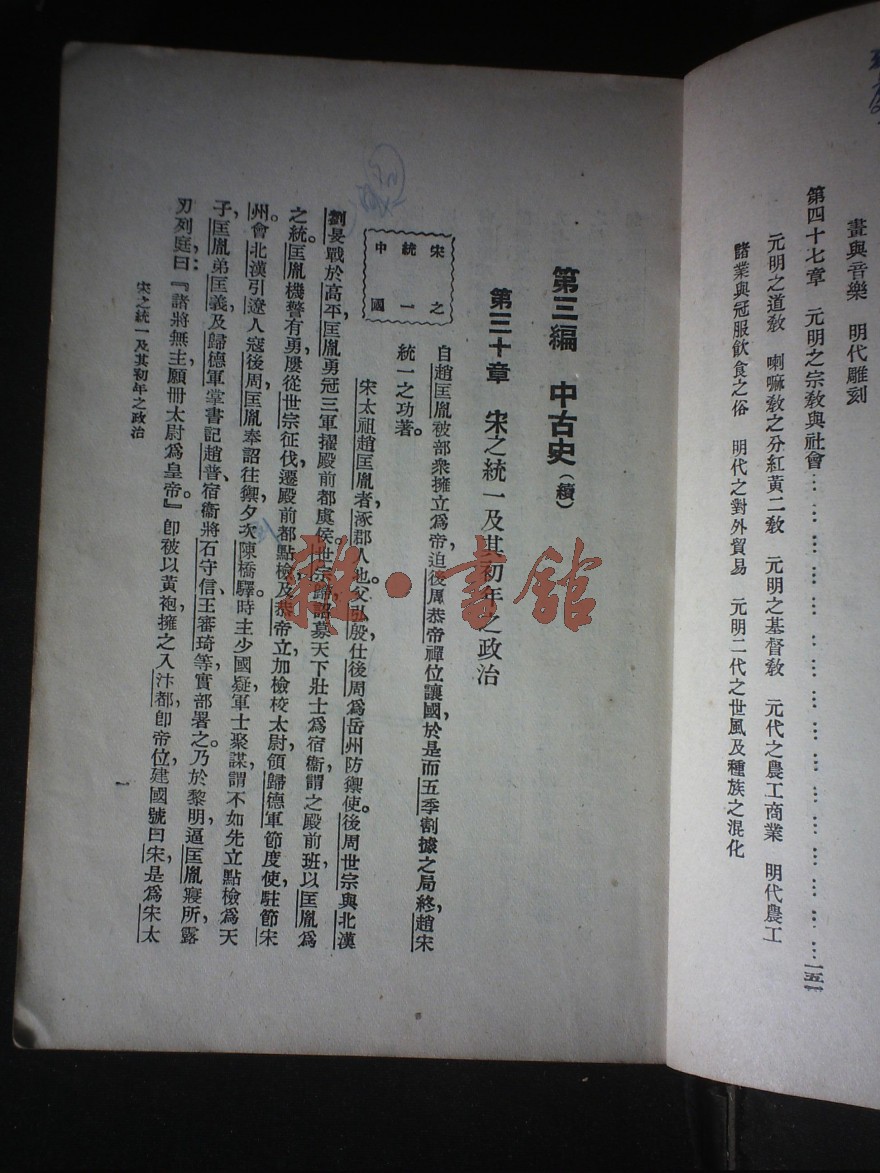 畫與音樂　明代雕刻
第四十七章　元明之宗教與社會……………………………一五一
元明之道教　喇嘛教之分紅黃二教　元明之基督教　元代之農工商業　明代農工
諸業與冠服飲食之俗　明代之對外貿易　元明二代之世風及種族之混化
第三編　中古史（續）
第三十章　宋之統一及其初年之政治
宋之
統一
中國
自趙匡胤被部衆擁立爲帝，迫後周恭帝禪位讓國，於是而五季割據之局終，趙宋
統一之功著。
宋太祖趙匡胤者，涿郡人也。父弘殷仕後周爲岳州防禦使。後周世宗與北漢
劉旻戰於高平，匡胤勇冠三軍，擢殿前都虞侯。世宗歸，詔募天下壯士爲宿衞，謂之殿前班，以匡胤爲
之統。匡胤機警有勇，屢從世宗征伐，遷殿前都點檢，及恭帝立，加檢校太尉，領歸德軍節度使，駐節宋
州。會北漢引遼人寇後周，匡胤奉詔往禦，夕次陳橋驛，時主少國疑，軍士聚謀，謂不如先立點檢爲天
子，匡胤弟匡義及歸德軍掌書記趙普、宿衞將石守信、王審琦等，實部署之。乃於黎明逼匡胤寢所，露
刃列庭曰：『諸將無主，願册太尉爲皇帝。』卽被以黃袍，擁之入汴都，卽帝位，建國號曰宋，是爲宋太
宋之統一及其初年之政治
一
雜·書館